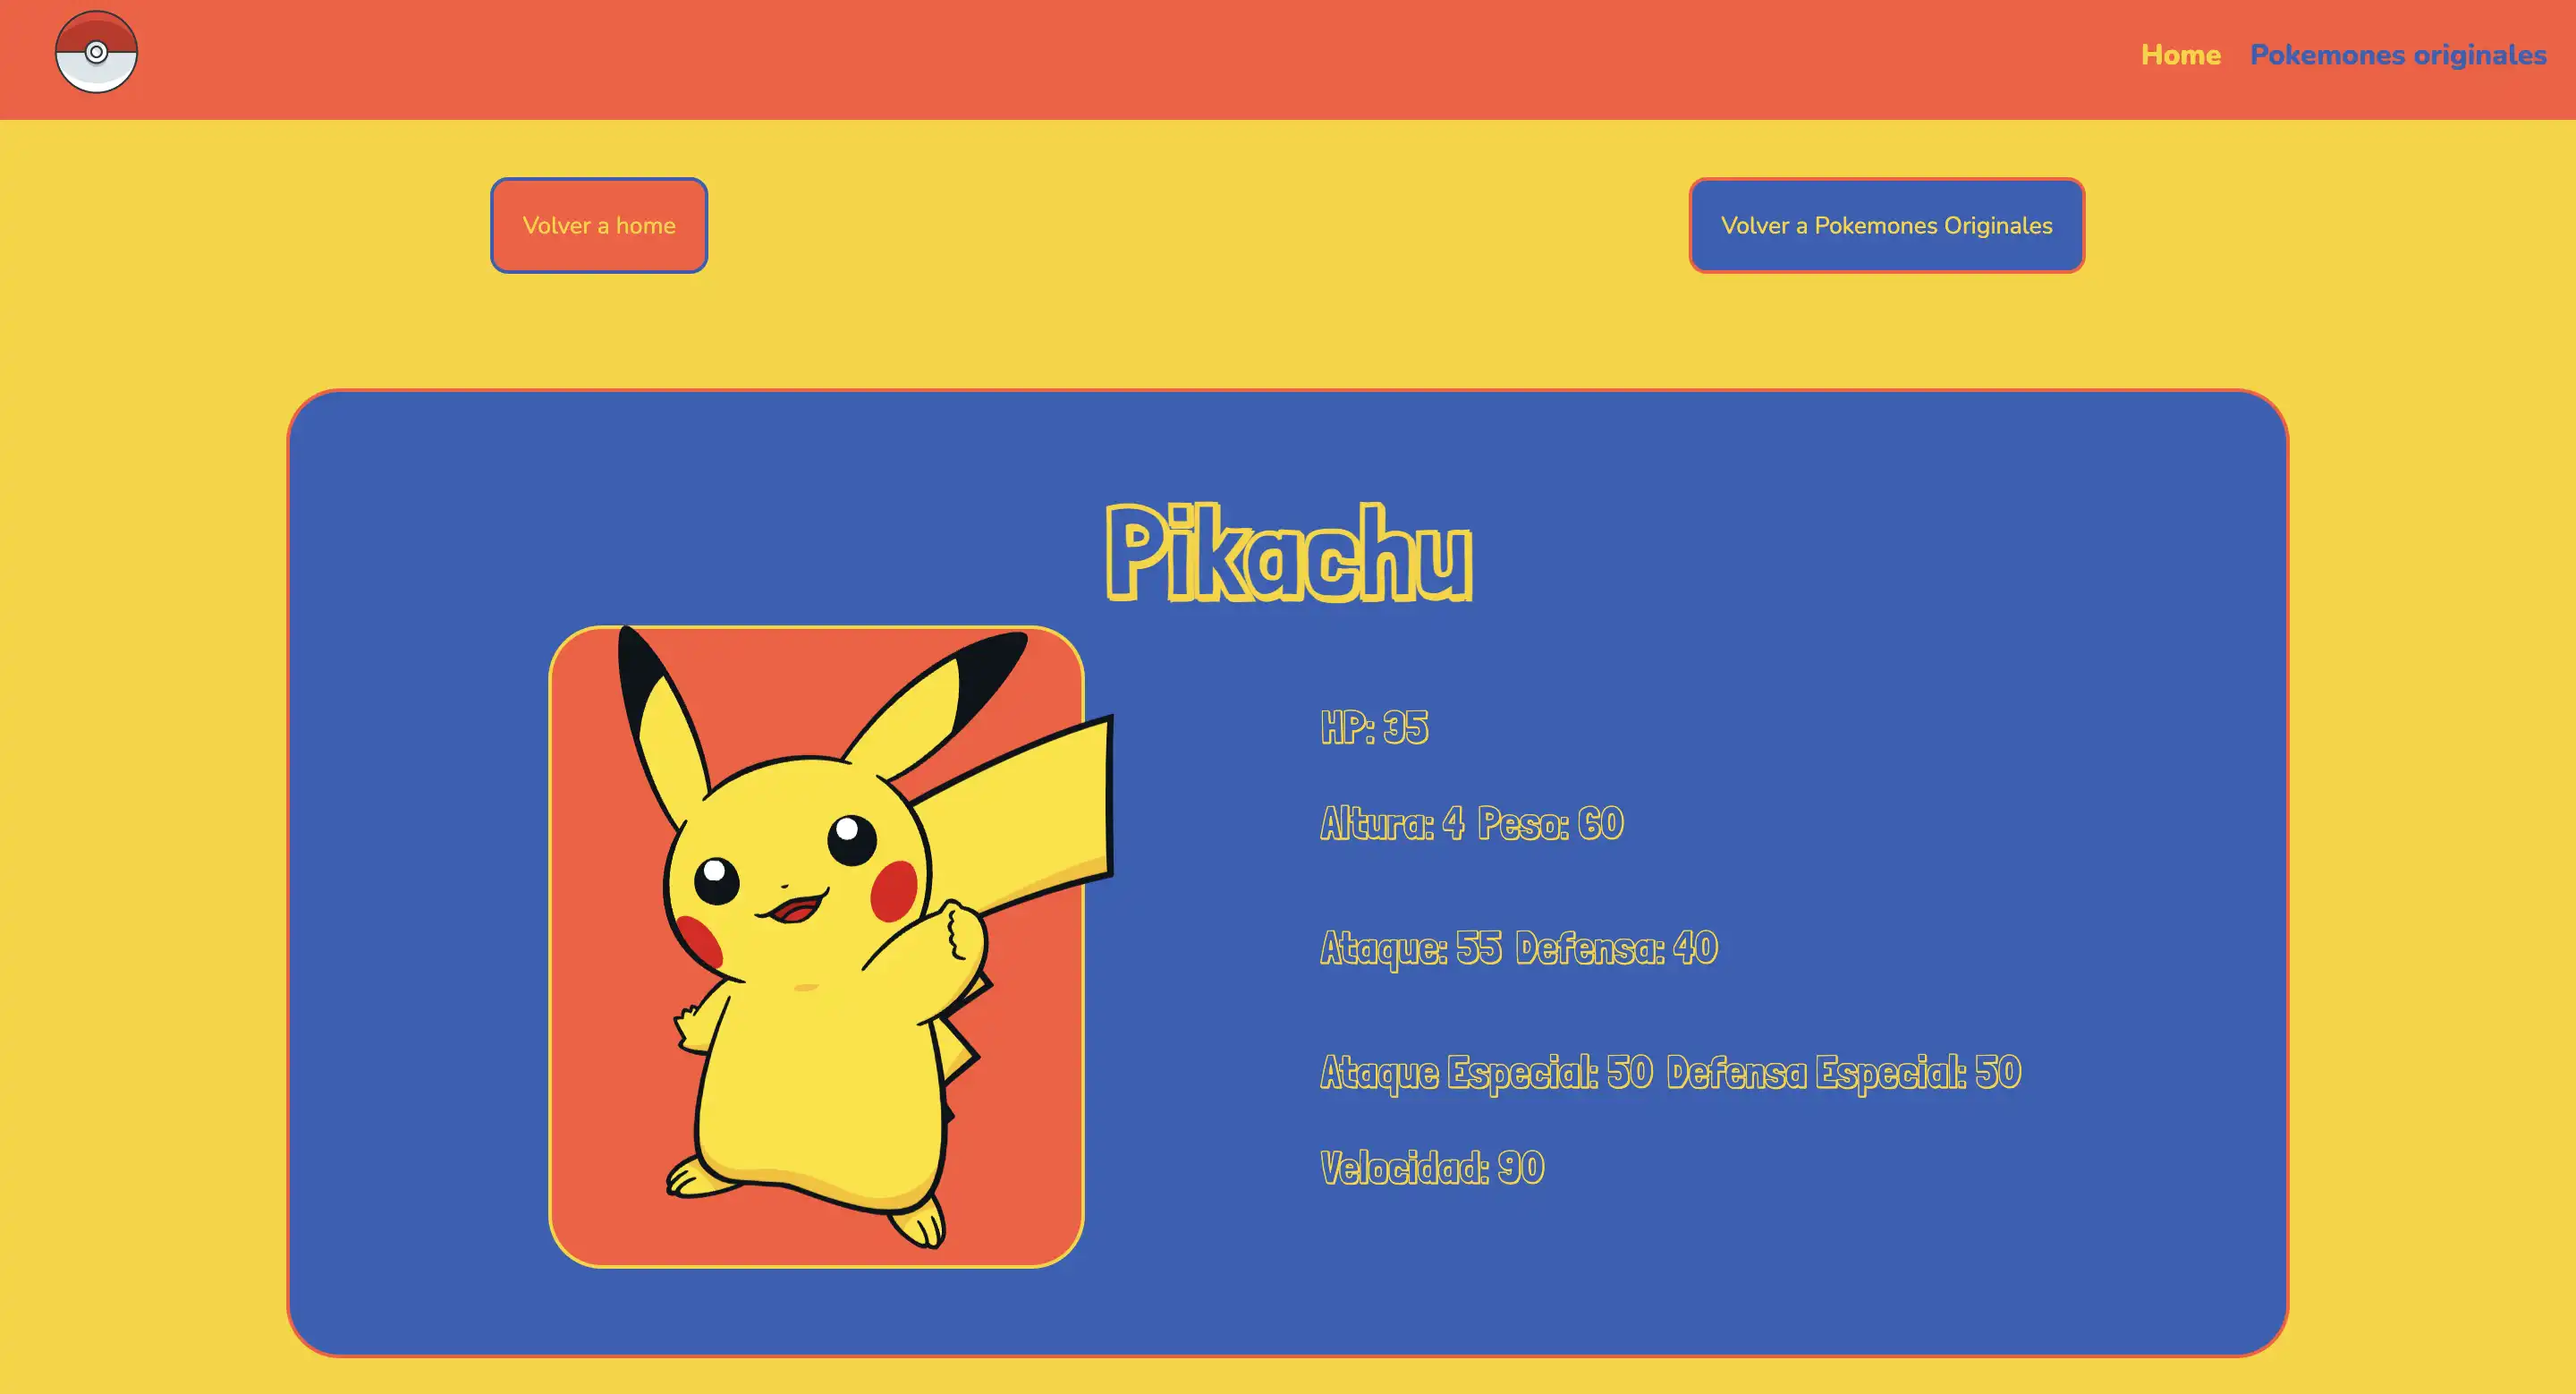 Home Pokemones originales
Volver a home
Volver a Pokemones Originales
Pikachu
HP: 35
Altura: 4 Peso: 60
Ataque: 55 Defensa: 40
Ataque Especial: 50 Defensa Especial: 50
Velocidad: 90